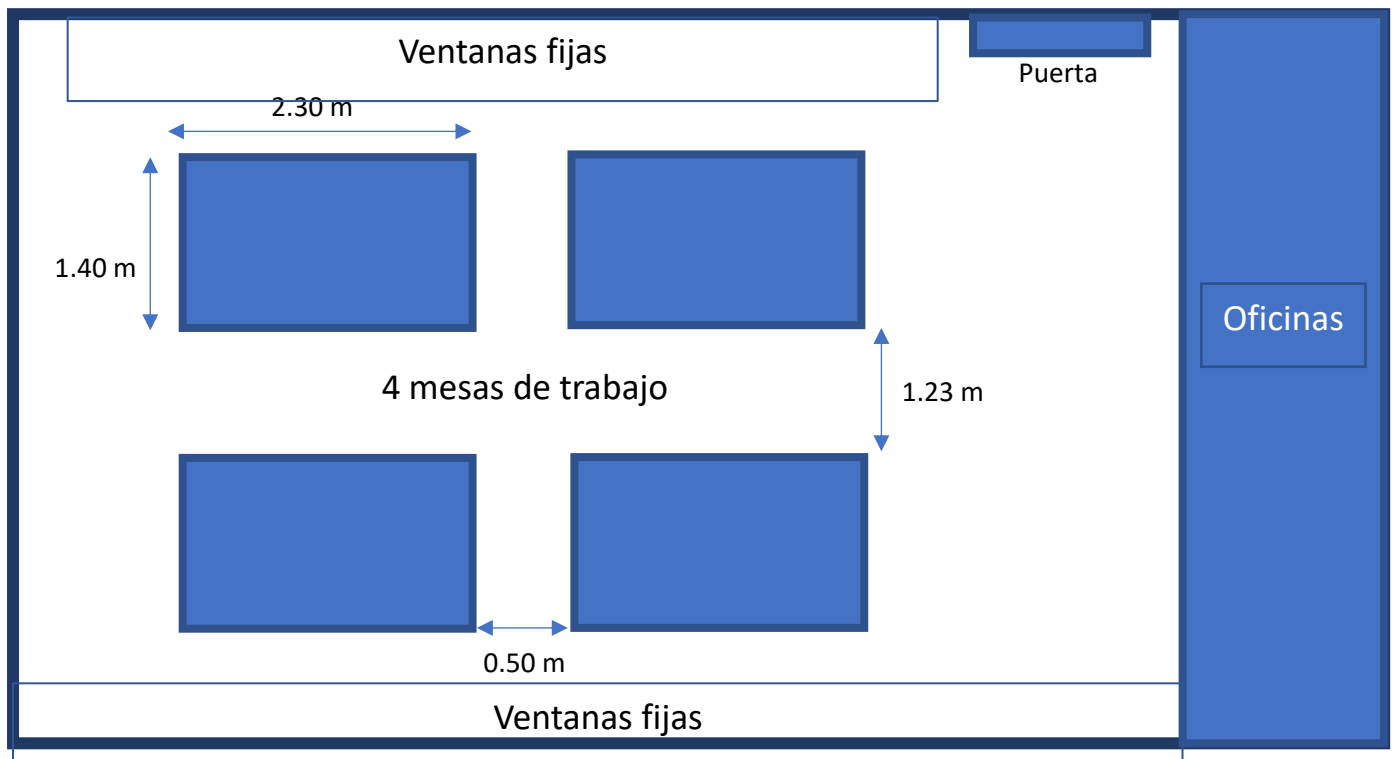 Ventanas fijas
Puerta
2.30 m
1.40 m
Oficinas
4 mesas de trabajo
1.23 m
0.50 m
Ventanas fijas